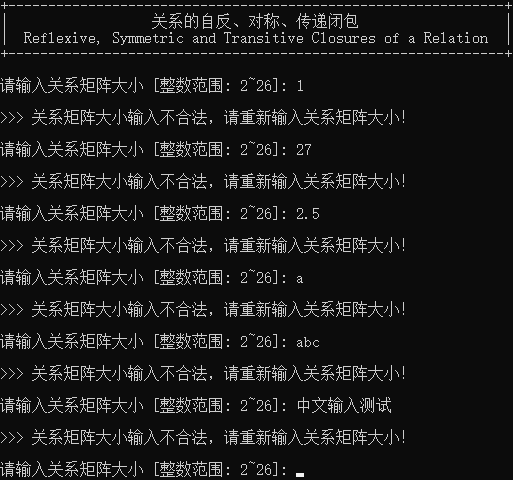 关系的自反、对称、传递闭包
Reflexive, Symmetric and Transitive Closures of a Relation
请输入关系矩阵大小 [整数范围: 2~26]: 1
>>> 关系矩阵大小输入不合法, 请重新输入关系矩阵大小!
请输入关系矩阵大小 [整数范围: 2~26]: 27
>>> 关系矩阵大小输入不合法, 请重新输入关系矩阵大小!
请输入关系矩阵大小 [整数范围: 2~26]: 2.5
>>> 关系矩阵大小输入不合法, 请重新输入关系矩阵大小!
请输入关系矩阵大小 [整数范围: 2~26]: a
>>> 关系矩阵大小输入不合法, 请重新输入关系矩阵大小!
请输入关系矩阵大小 [整数范围: 2~26]: abc
>>> 关系矩阵大小输入不合法, 请重新输入关系矩阵大小!
请输入关系矩阵大小 [整数范围: 2~26]: 中文输入测试
>>> 关系矩阵大小输入不合法, 请重新输入关系矩阵大小!
请输入关系矩阵大小 [整数范围: 2~26]: